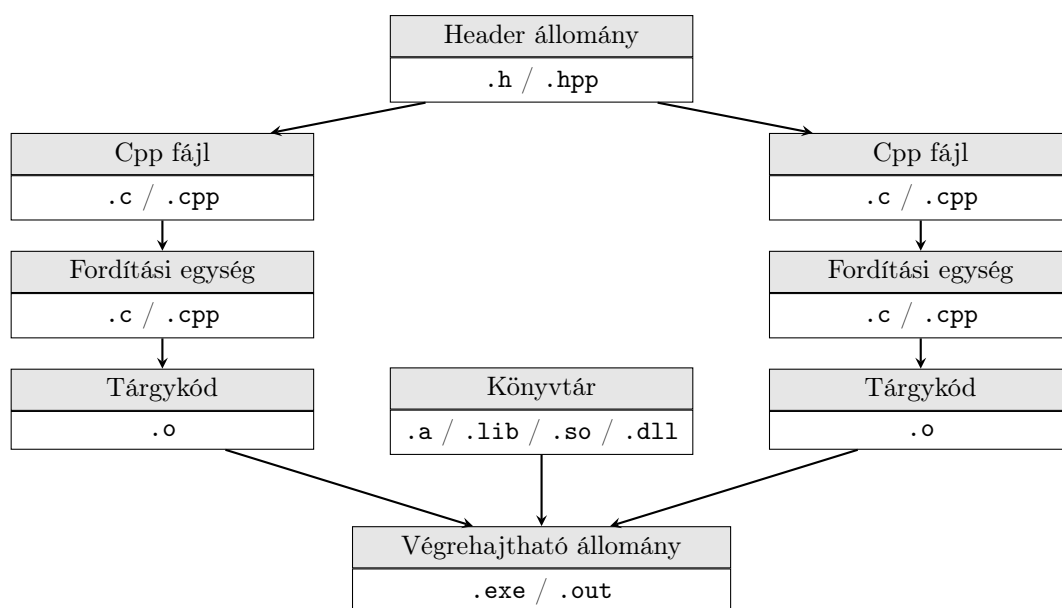 Header állomány
.h / .hpp
Cpp fájl
Cpp fájl
.c / .cpp
.c / .cpp
Fordítási egység
Fordítási egység
.c / .cpp
.c / .cpp
Tárgykód
Könyvtár
Tárgykód
.o
.a / .lib / .so / .dll
.o
Végrehajtható állomány
.exe / .out